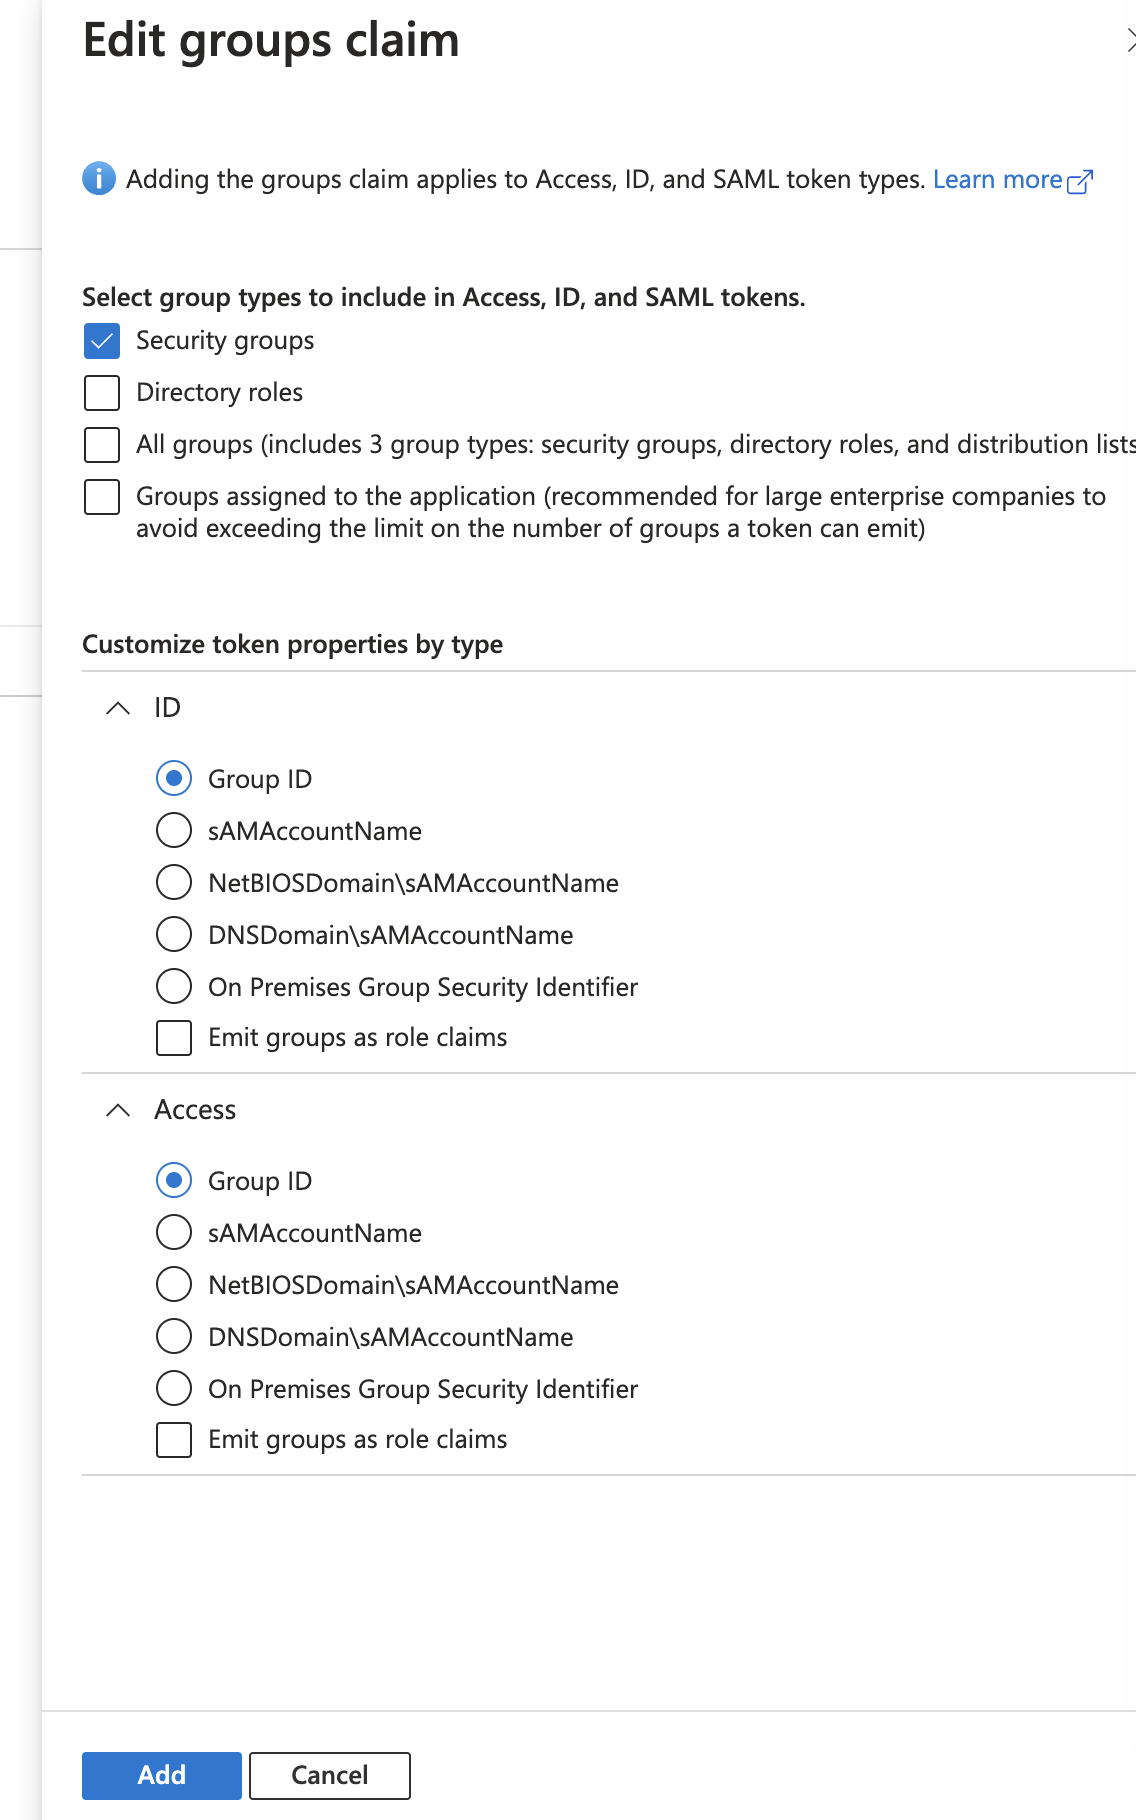 Edit groups claim
Adding the groups claim applies to Access, ID, and SAML token types. Learn more
Select group types to include in Access, ID, and SAML tokens.
Security groups
Directory roles
All groups (includes 3 group types: security groups, directory roles, and distribution lists
Groups assigned to the application (recommended for large enterprise companies to
avoid exceeding the limit on the number of groups a token can emit)
Customize token properties by type
ID
Group ID
sAMAccountName
NetBIOSDomain\sAMAccountName
DNSDomain\sAMAccountName
On Premises Group Security Identifier
Emit groups as role claims
Access
Group ID
sAMAccountName
NetBIOSDomain\sAMAccountName
DNSDomain\sAMAccountName
On Premises Group Security Identifier
Emit groups as role claims
Add
Cancel